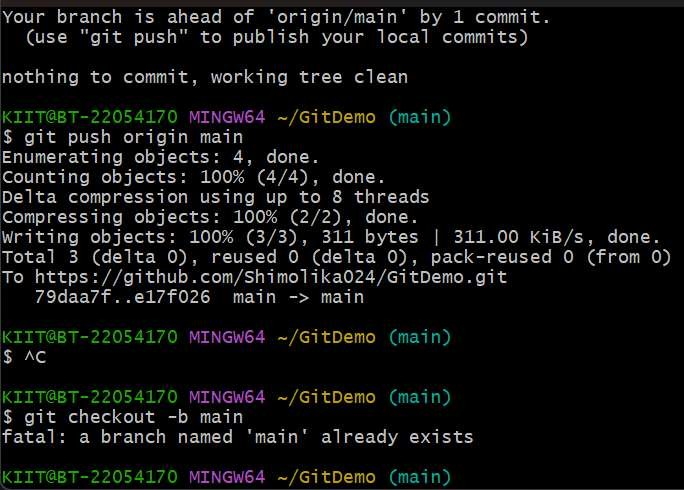 Your branch is ahead of 'origin/main' by 1 commit.
  (use "git push" to publish your local commits)

nothing to commit, working tree clean

KIIT@BT-22054170 MINGW64 ~/GitDemo (main)
$ git push origin main
Enumerating objects: 4, done.
Counting objects: 100% (4/4), done.
Delta compression using up to 8 threads
Compressing objects: 100% (2/2), done.
Writing objects: 100% (3/3), 311 bytes | 311.00 KiB/s, done.
Total 3 (delta 0), reused 0 (delta 0), pack-reused 0 (from 0)
To https://github.com/Shimolika024/GitDemo.git
   79daa7f..e17f026  main -> main

KIIT@BT-22054170 MINGW64 ~/GitDemo (main)
$ ^C

KIIT@BT-22054170 MINGW64 ~/GitDemo (main)
$ git checkout -b main
fatal: a branch named 'main' already exists

KIIT@BT-22054170 MINGW64 ~/GitDemo (main)